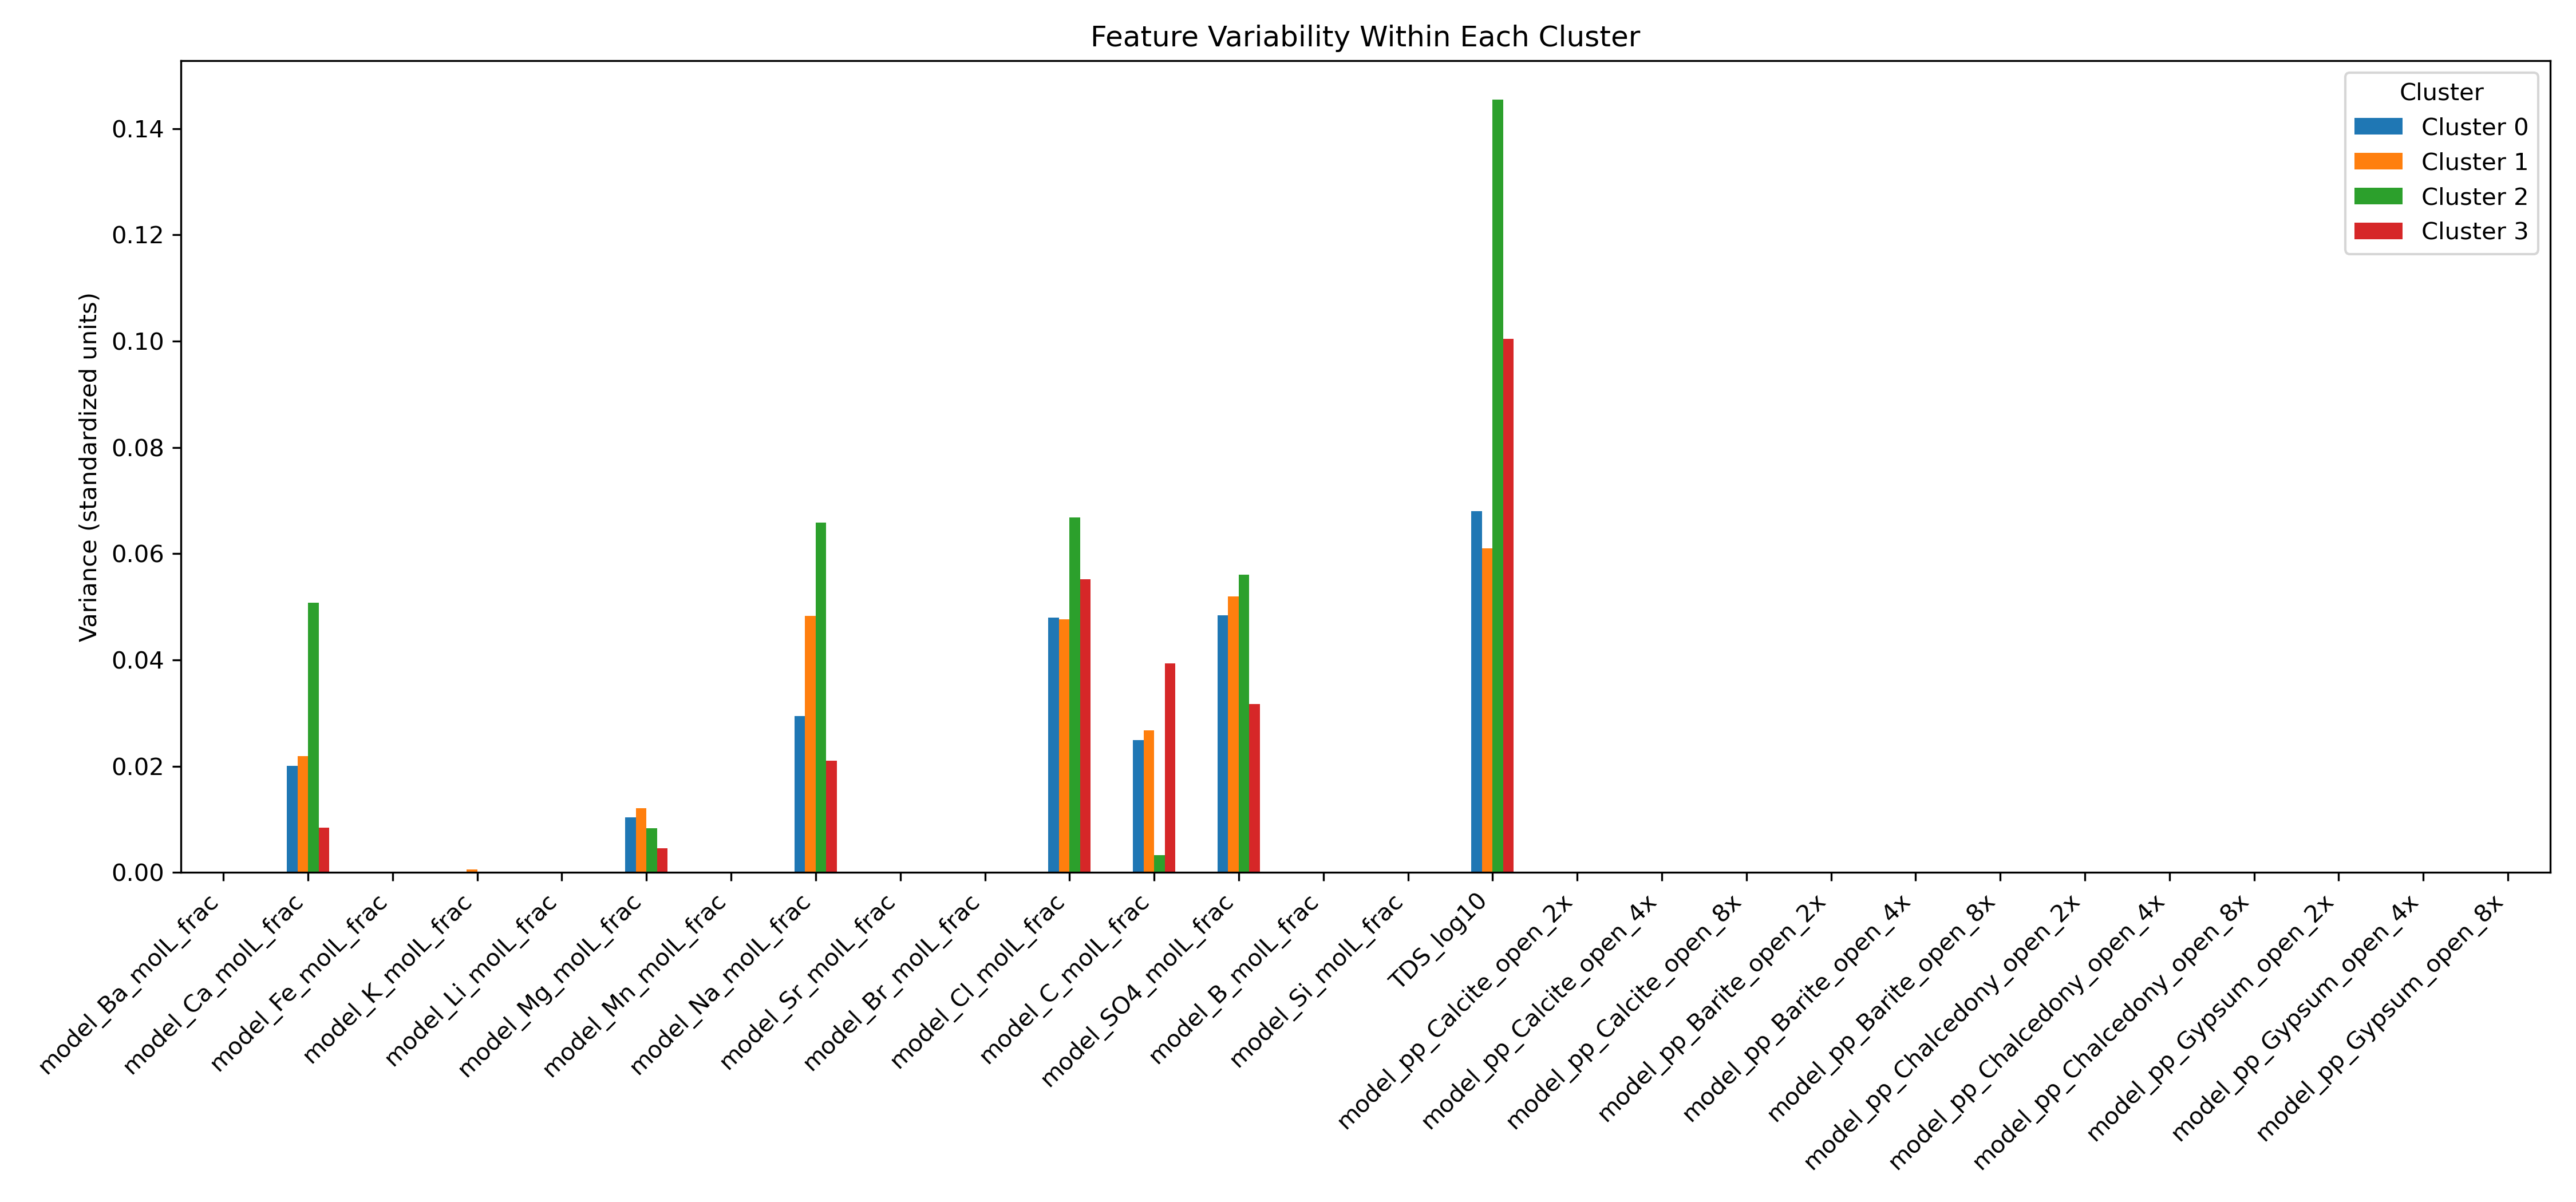 Feature Variability Within Each Cluster
Variance (standardized units)
0.14
0.12
0.10
0.08
0.06
0.04
0.02
0.00
Cluster
Cluster 0
Cluster 1
Cluster 2
Cluster 3
model_Ba_molL_frac
model_Ca_molL_frac
model_Fe_molL_frac
model_K_molL_frac
model_Li_molL_frac
model_Mg_molL_frac
model_Mn_molL_frac
model_Na_molL_frac
model_Sr_molL_frac
model_Br_molL_frac
model_Cl_molL_frac
model_C_molL_frac
model_SO4_molL_frac
model_B_molL_frac
model_Si_molL_frac
TDS_log10
model_pp_Calcite_open_2x
model_pp_Calcite_open_4x
model_pp_Calcite_open_8x
model_pp_Barite_open_2x
model_pp_Barite_open_4x
model_pp_Barite_open_8x
model_pp_Chalcedony_open_2x
model_pp_Chalcedony_open_4x
model_pp_Chalcedony_open_8x
model_pp_Gypsum_open_2x
model_pp_Gypsum_open_4x
model_pp_Gypsum_open_8x